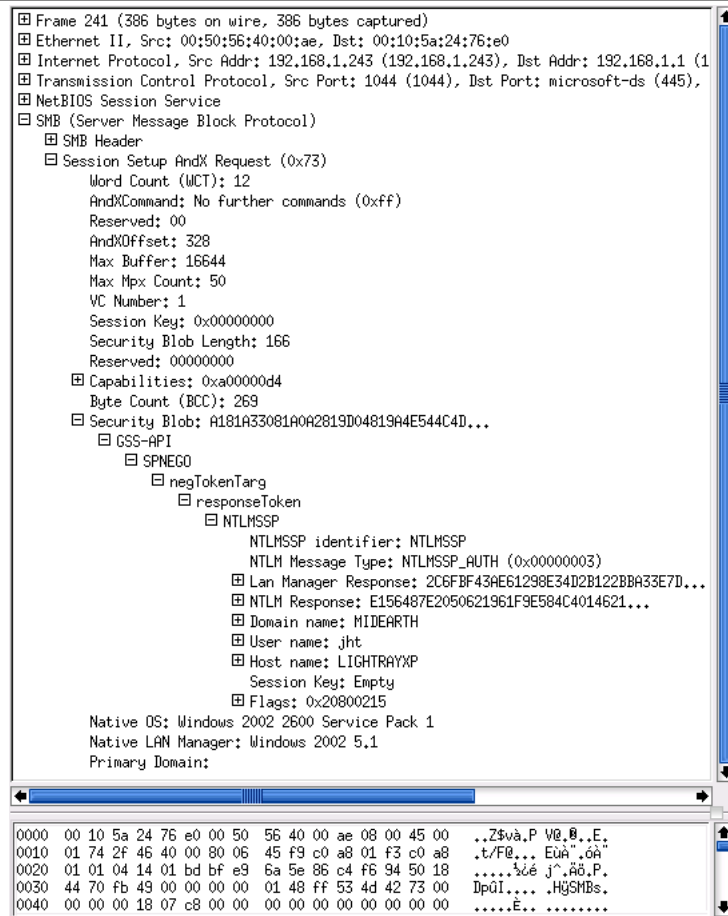 Frame 241 (386 bytes on wire, 386 bytes captured)
Ethernet II, Src: 00:50:56:40:00:ae, Dst: 00:10:5a:24:76:e0
Internet Protocol, Src Addr: 192.168.1.243 (192.168.1.243), Dst Addr: 192.168.1.1 (1
Transmission Control Protocol, Src Port: 1044 (1044), Dst Port: microsoft-ds (445),
NetBIOS Session Service
SMB (Server Message Block Protocol)
SMB Header
Session Setup AndX Request (0x73)
Word Count (WCT): 12
AndXCommand: No further commands (0xff)
Reserved: 00
AndXOffset: 328
Max Buffer: 16644
Max Mpx Count: 50
VC Number: 1
Session Key: 0x00000000
Security Blob Length: 166
Reserved: 00000000
Capabilities: 0xa00000d4
Byte Count (BCC): 269
Security Blob: A181A33081A0A2819D04819A4E544C4D...
GSS-API
SPNEGO
negTokenTarg
responseToken
NTLMSSP
NTLMSSP identifier: NTLMSSP
NTLM Message Type: NTLMSSP_AUTH (0x00000003)
Lan Manager Response: 2C6FBF43AE61298E34D2B122BBA33E7D...
NTLM Response: E156487E2050621961F9E584C4014621...
Domain name: MIDEARTH
User name: jht
Host name: LIGHTRAYXP
Session Key: Empty
Flags: 0x20800215
Native OS: Windows 2002 2600 Service Pack 1
Native LAN Manager: Windows 2002 5.1
Primary Domain:
0000 00 10 5a 24 76 e0 00 50 56 40 00 ae 08 00 45 00 ..Z$và.P V@.®..E.
0010 01 74 2f 46 40 00 80 06 45 f9 c0 a8 01 f3 c0 a8 .t/F@... EùÀ¨.óÀ¨
0020 01 01 04 14 01 bd bf e9 6a 5e 86 c4 f6 94 50 18 .....½¿é j^.Äö.P.
0030 44 70 fb 49 00 00 00 00 01 48 ff 53 4d 42 73 00 DpûI.... .HÿSMBs.
0040 00 00 00 18 07 c8 00 00 00 00 00 00 00 00 00 00 .....È.. ........